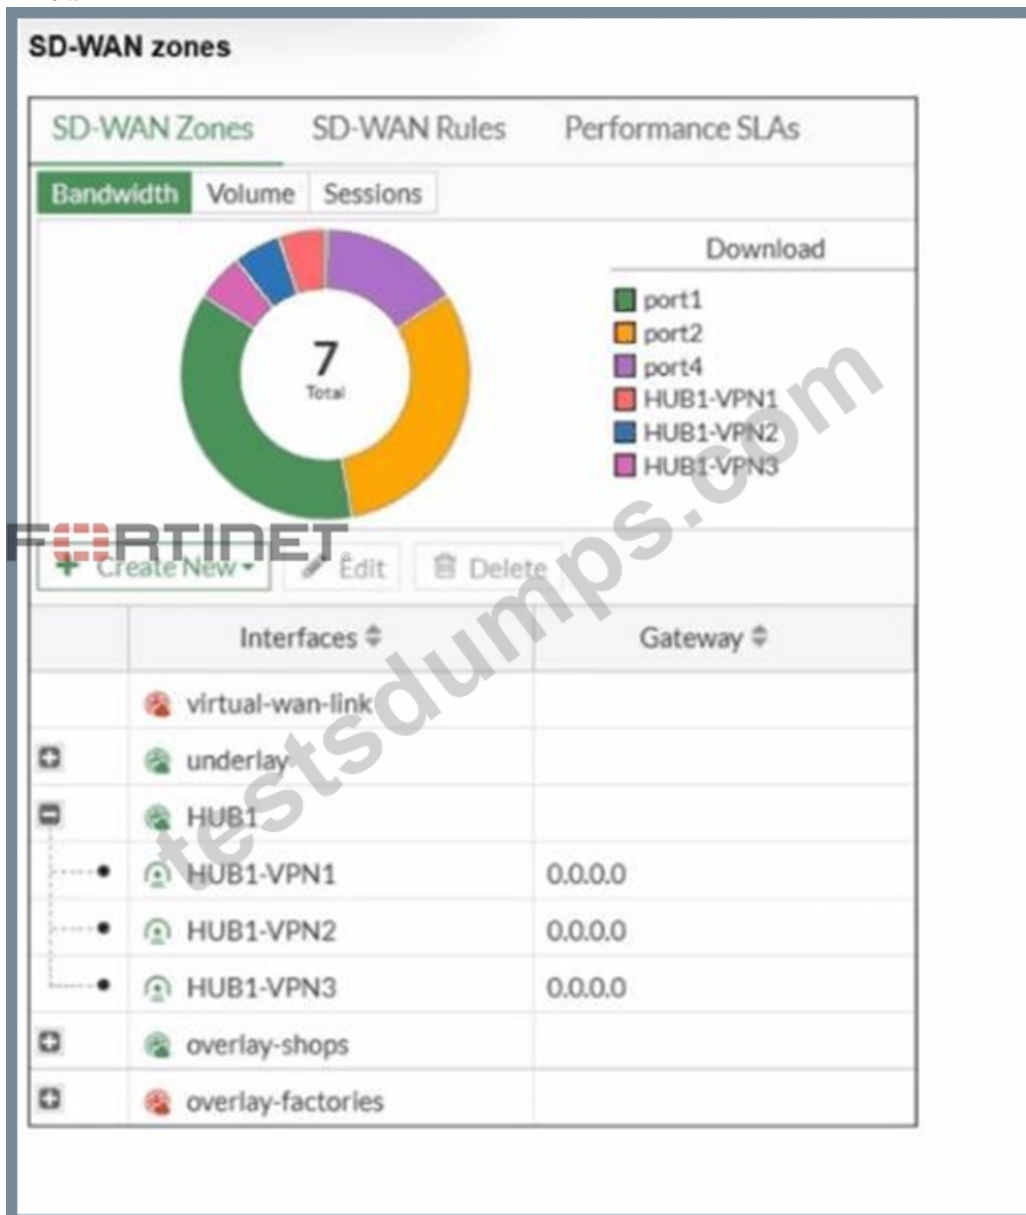 SD-WAN zones
SD-WAN Zones SD-WAN Rules Performance SLAs
Bandwidth Volume Sessions
Download
port1
port2
port4
HUB1-VPN1
HUB1-VPN2
HUB1-VPN3
7
Total
FORTINET
+ Create New Edit Delete
Interfaces Gateway
virtual-wan-link
underlay
HUB1
HUB1-VPN1 0.0.0.0
HUB1-VPN2 0.0.0.0
HUB1-VPN3 0.0.0.0
overlay-shops
overlay-factories
testsdumps.com